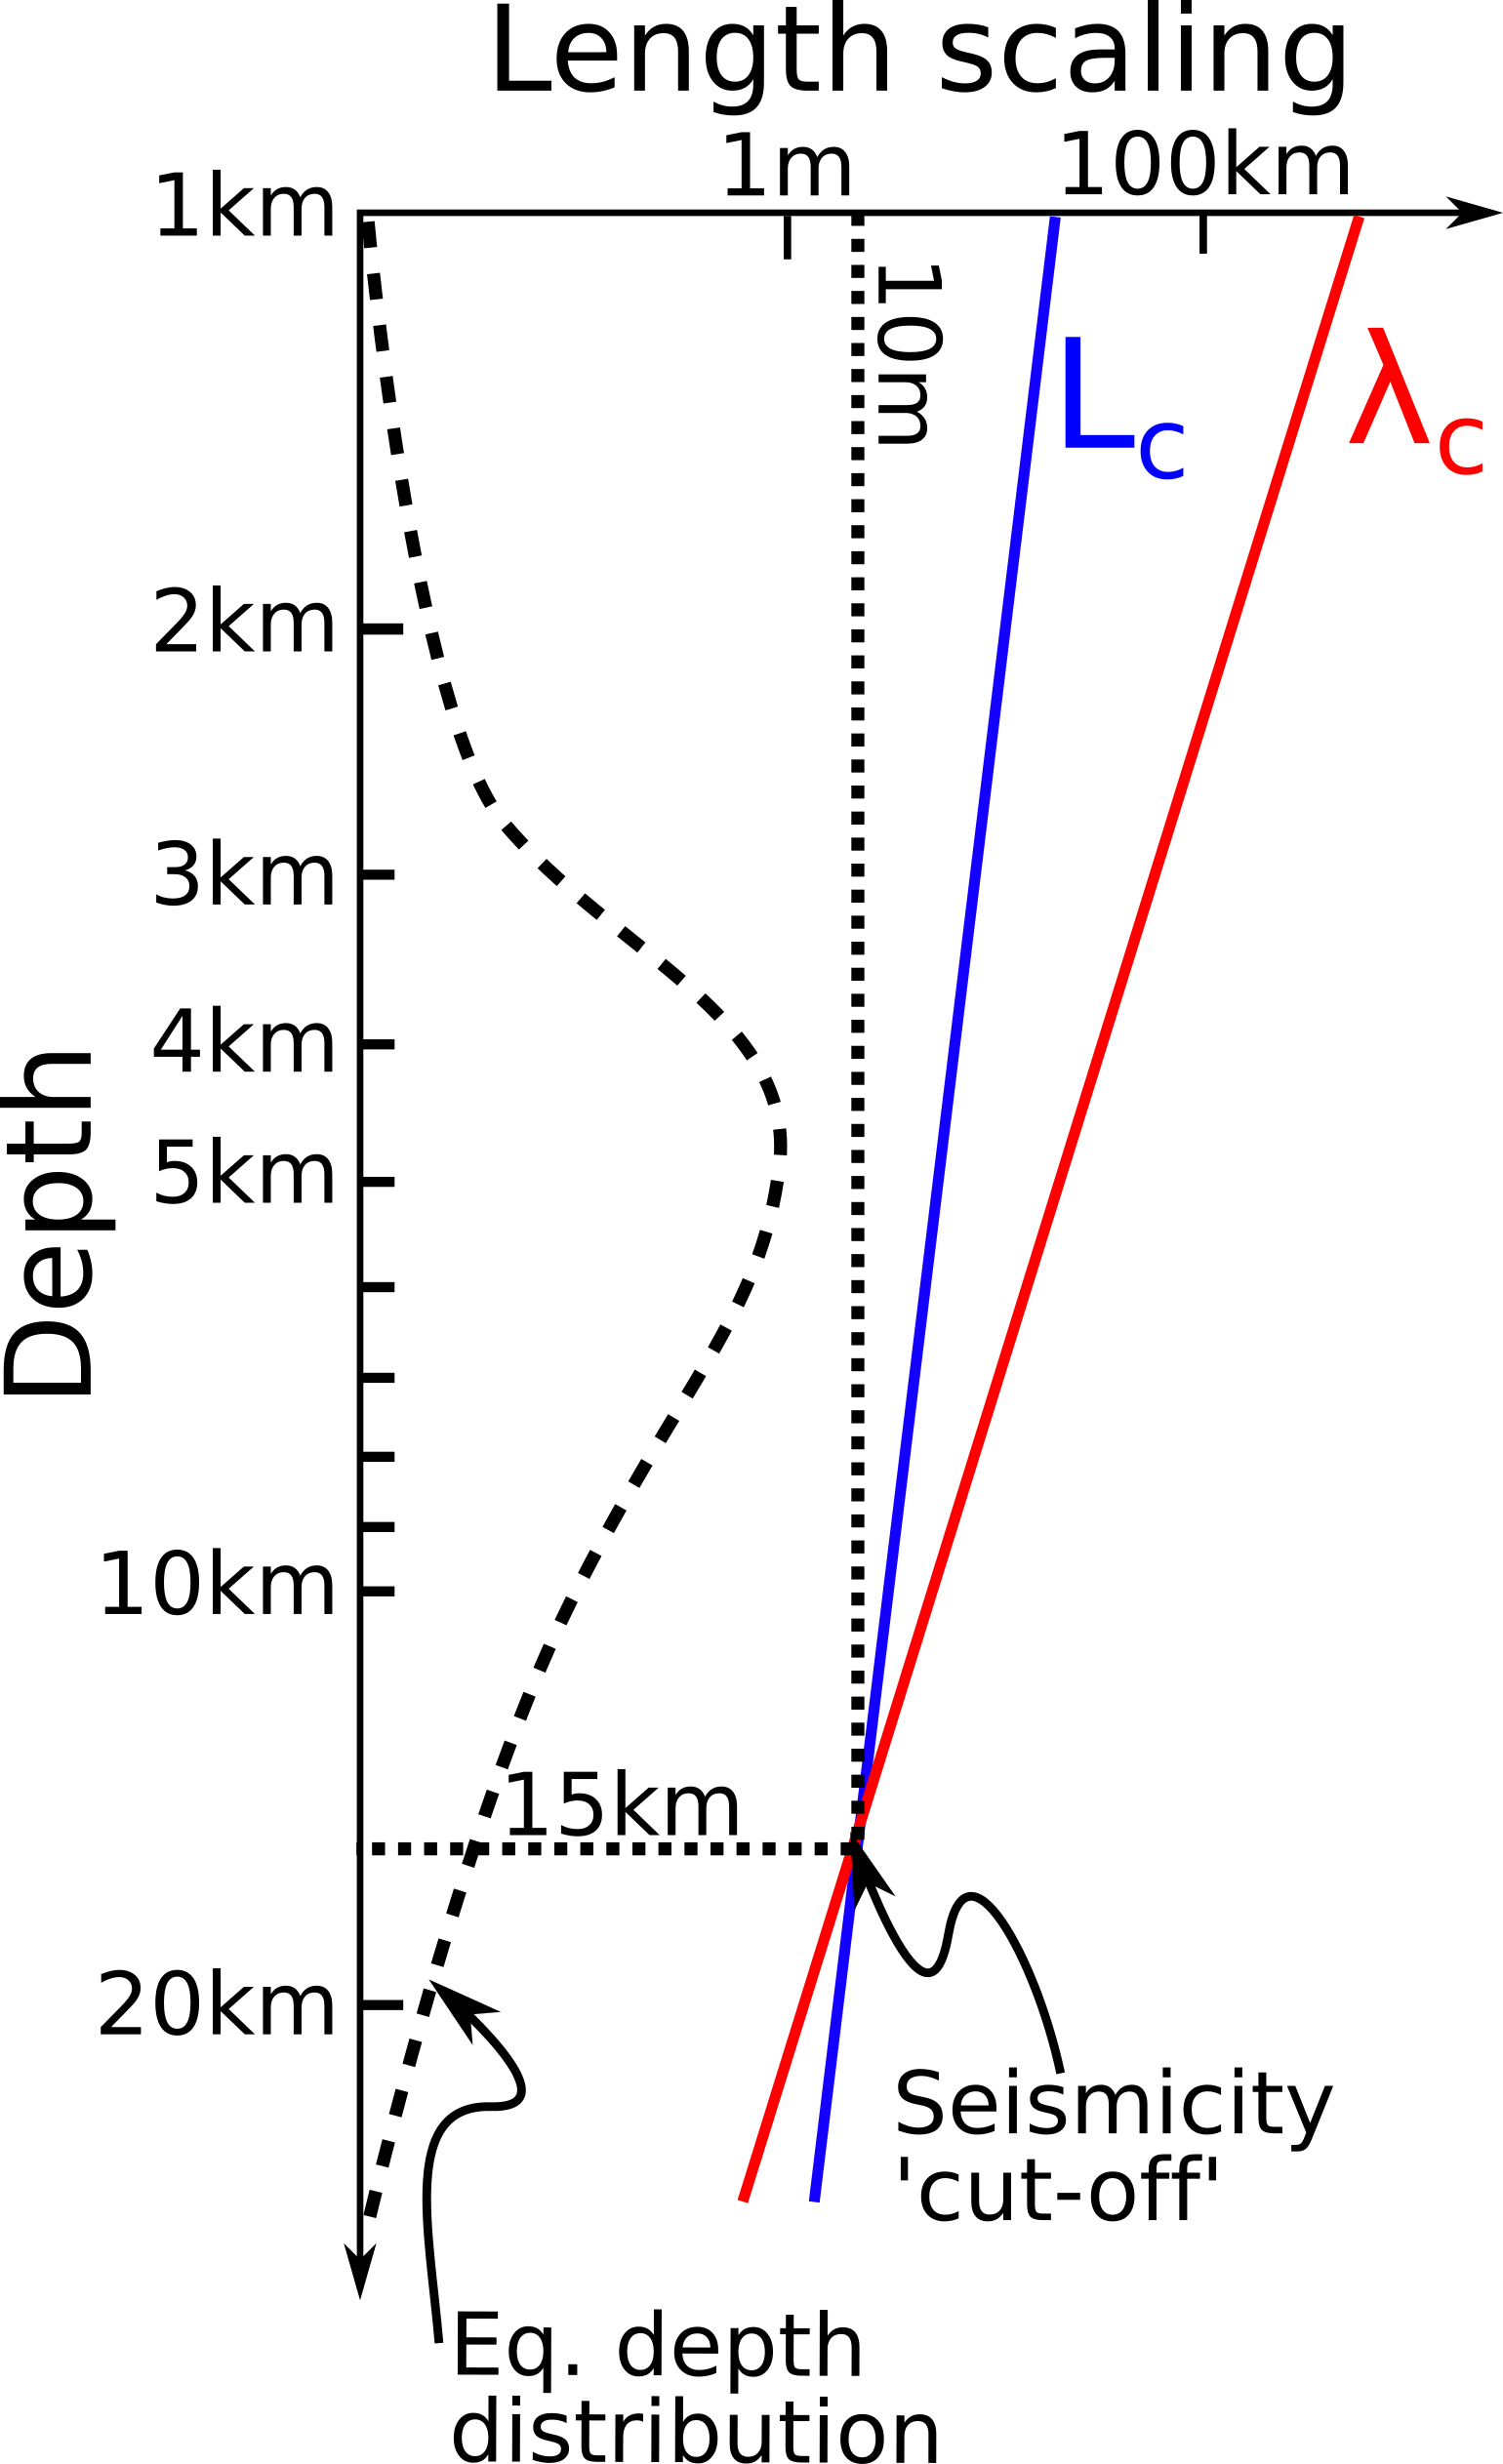 Length scaling
1m
100km
1km
10m
Lc
λc
2km
3km
4km
5km
Depth
10km
15km
20km
Seismicity
'cut-off'
Eq. depth
distribution